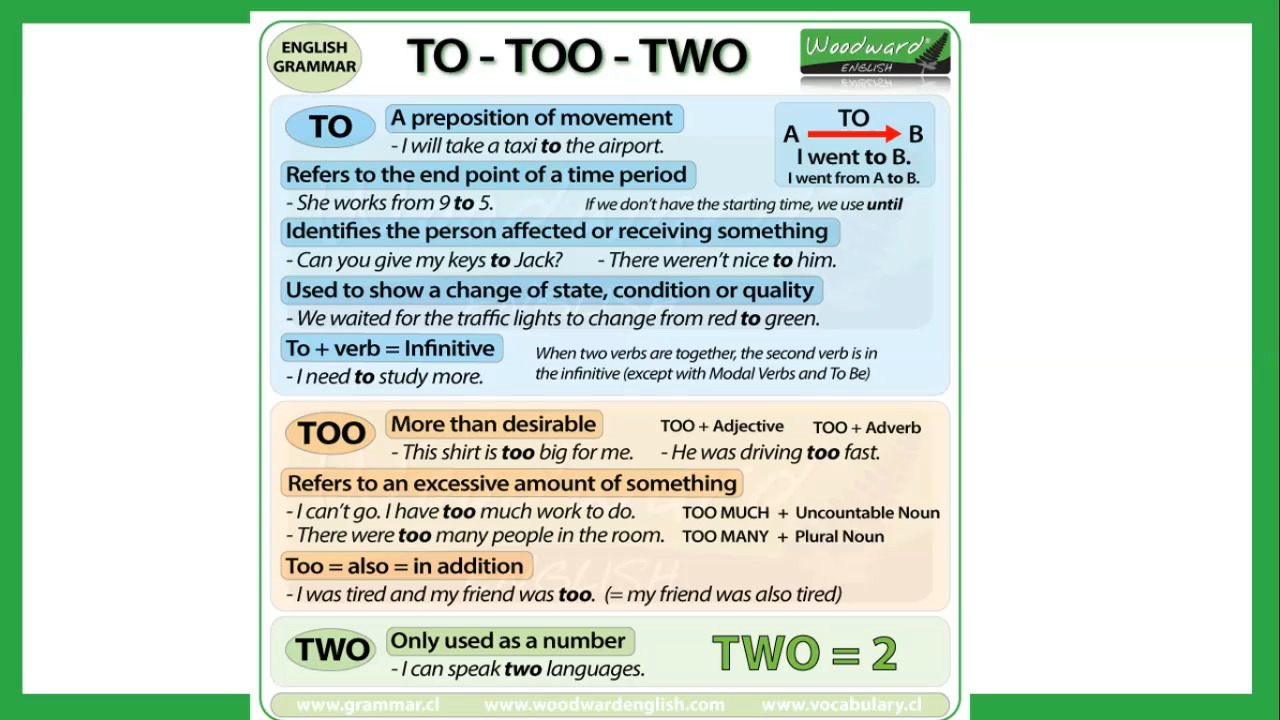 ENGLISH
GRAMMAR
TO - TOO - TWO
Woodward®
ENGLISH
TO
A preposition of movement
- I will take a taxi to the airport.
TO
A B
I went to B.
I went from A to B.
Refers to the end point of a time period
- She works from 9 to 5. If we don't have the starting time, we use until
Identifies the person affected or receiving something
- Can you give my keys to Jack? - There weren't nice to him.
Used to show a change of state, condition or quality
- We waited for the traffic lights to change from red to green.
To + verb = Infinitive
- I need to study more.
When two verbs are together, the second verb is in
the infinitive (except with Modal Verbs and To Be)
TOO
More than desirable TOO + Adjective TOO + Adverb
- This shirt is too big for me. - He was driving too fast.
Refers to an excessive amount of something
- I can't go. I have too much work to do. TOO MUCH + Uncountable Noun
- There were too many people in the room. TOO MANY + Plural Noun
Too = also = in addition
- I was tired and my friend was too. (= my friend was also tired)
TWO
Only used as a number
- I can speak two languages.
TWO = 2
www.grammar.cl www.woodwardenglish.com www.vocabulary.cl